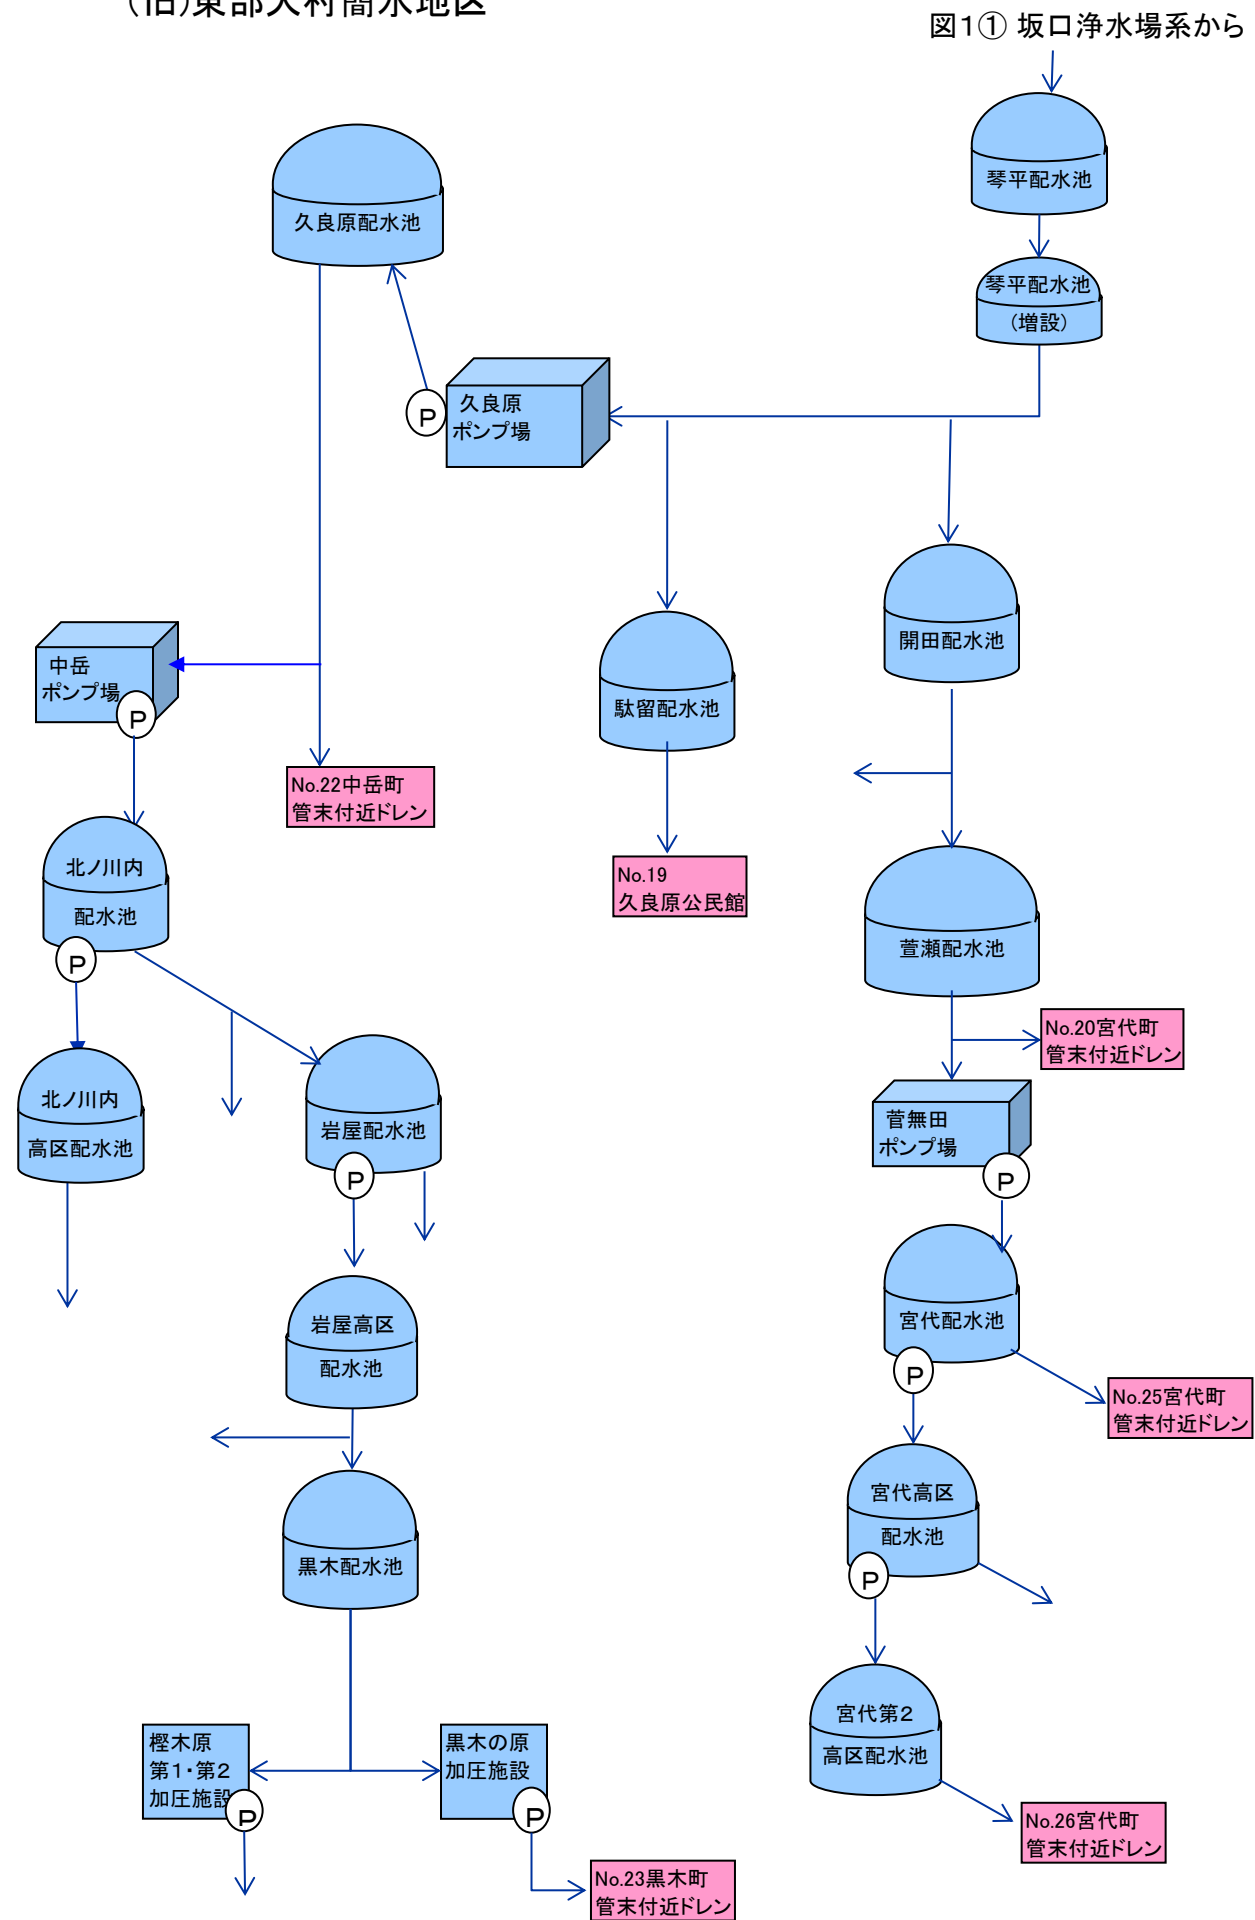 (旧)東部大村簡水地区
図1① 坂口浄水場系から
琴平配水池
久良原配水池
琴平配水池
(増設)
久良原
ポンプ場
P
開田配水池
中岳
ポンプ場
P
駄留配水池
No.22中岳町
管末付近ドレン
北ノ川内
配水池
P
No.19
久良原公民館
萱瀬配水池
No.20宮代町
管末付近ドレン
北ノ川内
高区配水池
岩屋配水池
P
菅無田
ポンプ場
P
宮代配水池
P
岩屋高区
配水池
No.25宮代町
管末付近ドレン
宮代高区
配水池
P
黒木配水池
宮代第2
高区配水池
樫木原
第1・第2
加圧施設
P
黒木の原
加圧施設
P
No.26宮代町
管末付近ドレン
No.23黒木町
管末付近ドレン